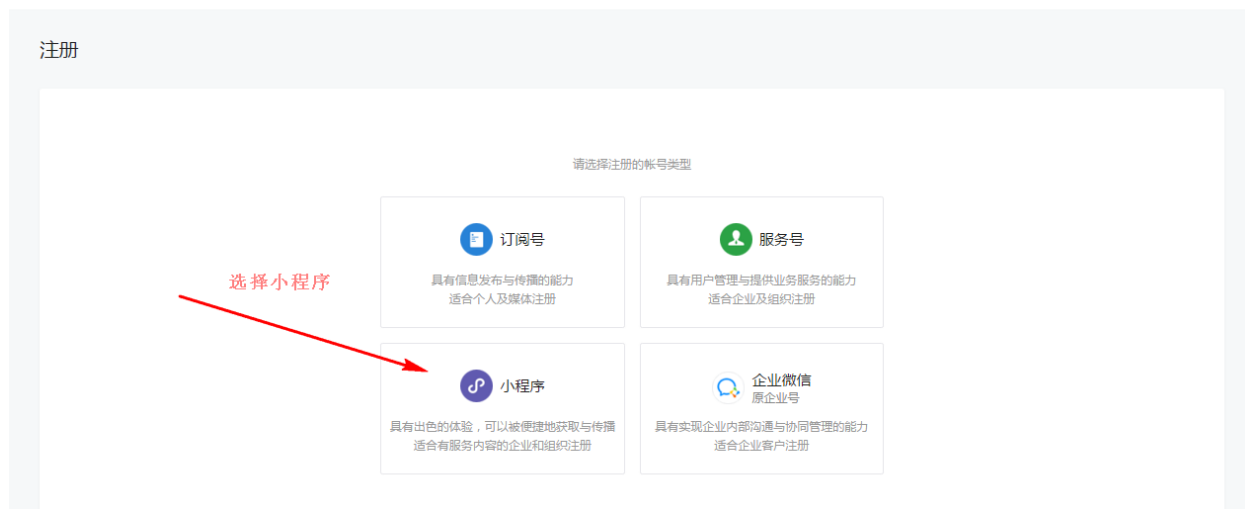 注册
请选择注册的帐号类型
订阅号
具有信息发布与传播的能力
适合个人及媒体注册
服务号
具有用户管理与提供业务服务的能力
适合企业及组织注册
选择小程序
小程序
具有出色的体验，可以被便捷地获取与传播
适合有服务内容的企业和组织注册
企业微信
原企业号
具有实现企业内部沟通与协同管理的能力
适合企业客户注册